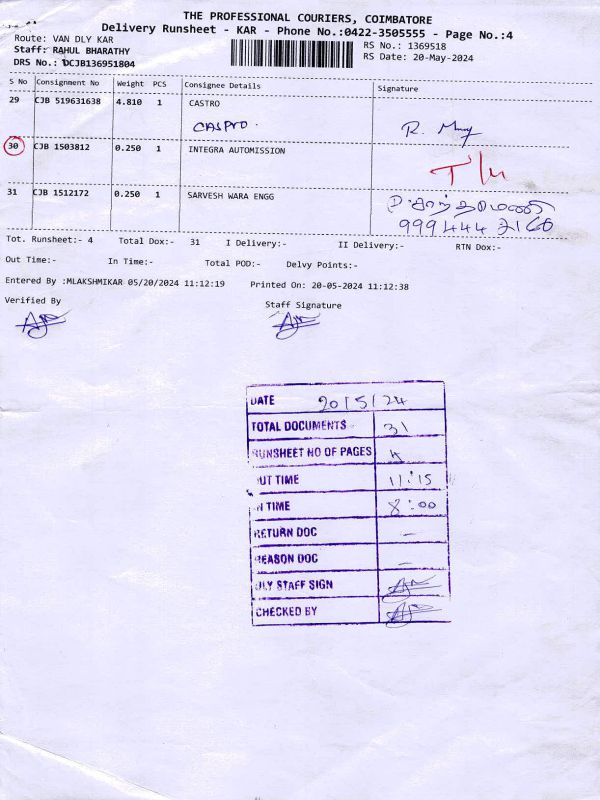 THE PROFESSIONAL COURIERS, COIMBATORE
Delivery Runsheet - KAR - Phone No.:0422-3505555 - Page No.:4
Route: VAN DLY KAR
RS No.: 1369518
Staff: RAHUL BHARATHY
RS Date: 20-May-2024
DRS No.: DCJB136951804
S No Consignment No Weight PCS Consignee Details Signature
29 CJB 519631638 4.810 1 CASTRO
CASPRO.
30 CJB 1503812 0.250 1 INTEGRA AUTOMISSION
31 CJB 1512172 0.250 1 SARVESH WARA ENGG
Tot. Runsheet:- 4 Total Dox:- 31 I Delivery:- II Delivery:- RTN Dox:-
Out Time:- In Time:- Total POD:- Delvy Points:-
Entered By :MLAKSHMIKAR 05/20/2024 11:12:19 Printed On: 20-05-2024 11:12:38
Verified By Staff Signature
DATE 20/5/24
TOTAL DOCUMENTS 31
RUNSHEET NO OF PAGES 4
OUT TIME 11:15
IN TIME 8:00
RETURN DOC -
REASON DOC -
DLY STAFF SIGN
CHECKED BY